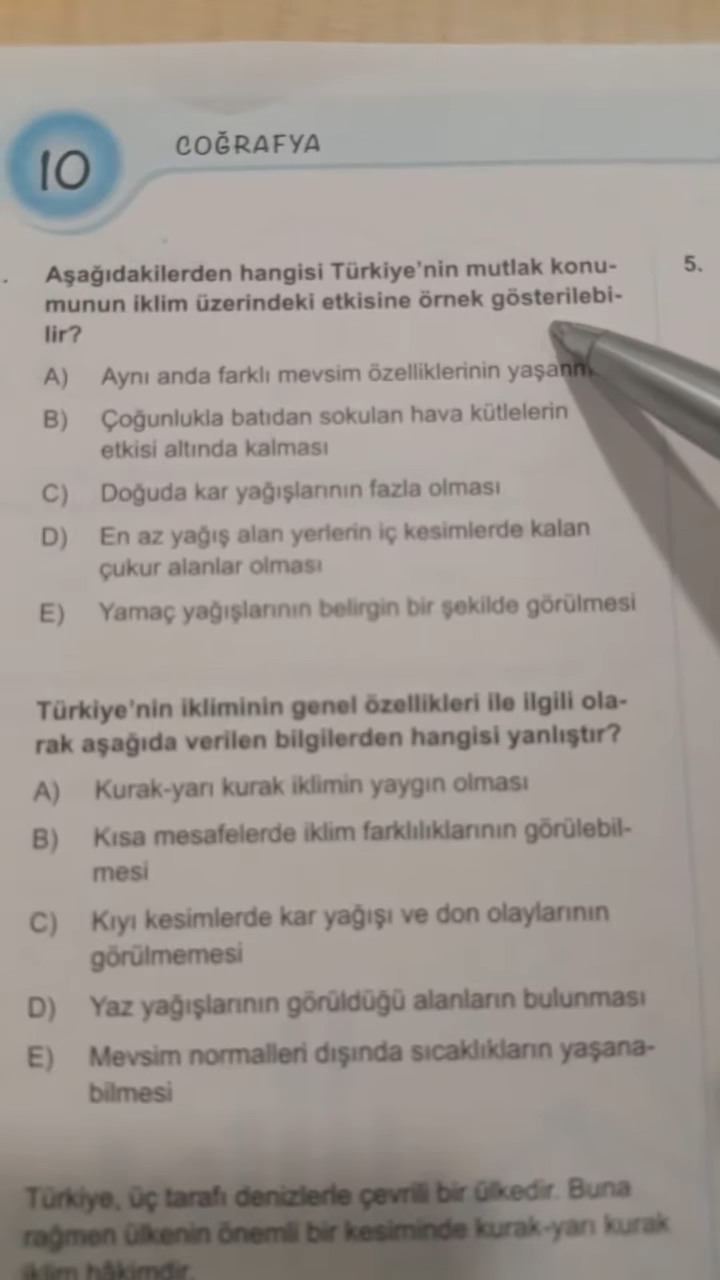 10
COĞRAFYA
Aşağıdakilerden hangisi Türkiye'nin mutlak konu-
munun iklim üzerindeki etkisine örnek gösterilebi-
lir?
A) Aynı anda farklı mevsim özelliklerinin
B) Çoğunlukla batıdan sokulan hava kütlelerin
etkisi altında kalması
C) Doğuda kar yağışlarının fazla olması
D) En az yağış alan yerlerin iç kesimlerde kalan
çukur alanlar olması
E) Yamaç yağışlarının belirgin bir şekilde görülmesi
Türkiye'nin ikliminin genel özellikleri ile ilgili ola-
rak aşağıda verilen bilgilerden hangisi yanlıştır?
A) Kurak-yarı kurak iklimin yaygın olması
B) Kısa mesafelerde iklim farklılıklarının görülebil-
mesi
C) Kıyı kesimlerde kar yağışı ve don olaylarının
görülmemesi
D) Yaz yağışlarının görüldüğü alanların bulunması
E) Mevsim normalleri dışında sıcaklıkların yaşana-
bilmesi
Türkiye, üç tarafı denizlerle çevrili bir ülkedir. Buna
rağmen ülkenin önemli bir kesiminde kurak-yarı kurak
iklim hâkimdir.
5.